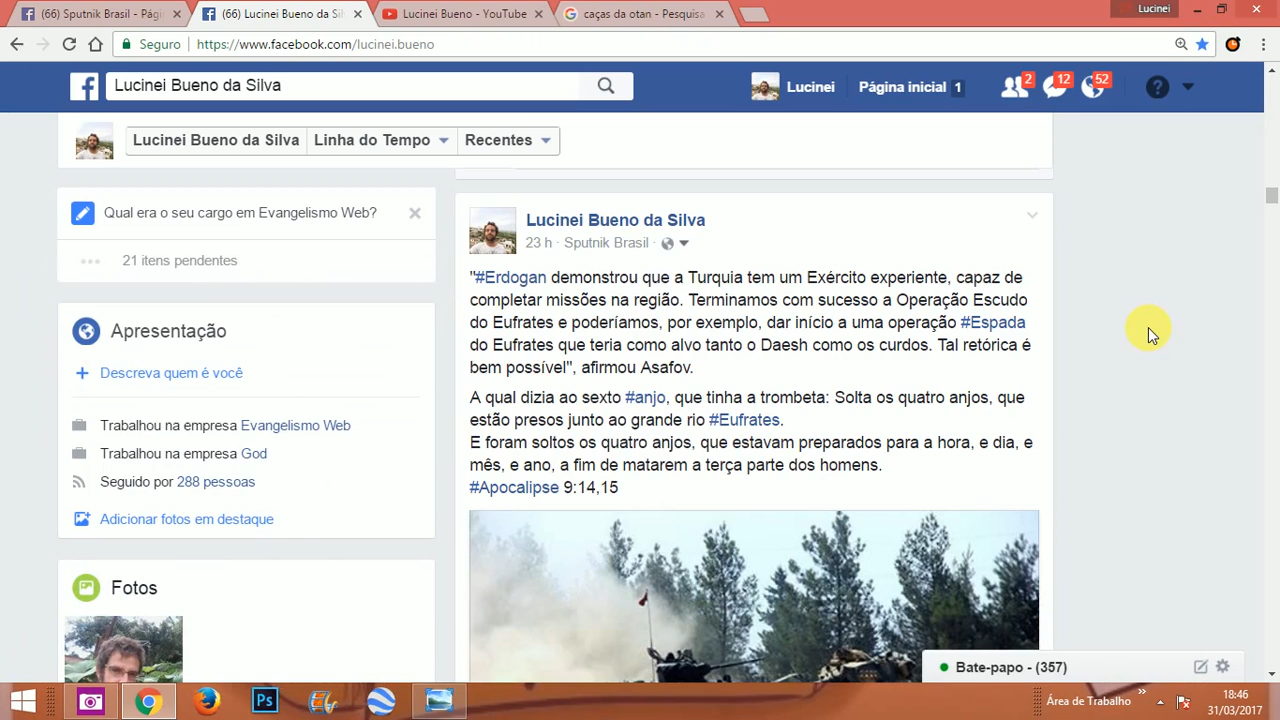 (66) Sputnik Brasil - Pági
(66) Lucinei Bueno da Silva
Lucinei Bueno - YouTube
caças da otan - Pesquisa
Lucinei
Seguro
https://www.facebook.com/lucinei.bueno
Lucinei Bueno da Silva
Lucinei
Página inicial 1
2
12
52
?
Lucinei Bueno da Silva
Linha do Tempo
Recentes
Qual era o seu cargo em Evangelismo Web?
21 itens pendentes
Apresentação
Descreva quem é você
Trabalhou na empresa Evangelismo Web
Trabalhou na empresa God
Seguido por 288 pessoas
Adicionar fotos em destaque
Fotos
Lucinei Bueno da Silva
23 h · Sputnik Brasil ·
"#Erdogan demonstrou que a Turquia tem um Exército experiente, capaz de
completar missões na região. Terminamos com sucesso a Operação Escudo
do Eufrates e poderíamos, por exemplo, dar início a uma operação #Espada
do Eufrates que teria como alvo tanto o Daesh como os curdos. Tal retórica é
bem possível", afirmou Asafov.
A qual dizia ao sexto #anjo, que tinha a trombeta: Solta os quatro anjos, que
estão presos junto ao grande rio #Eufrates.
E foram soltos os quatro anjos, que estavam preparados para a hora, e dia, e
mês, e ano, a fim de matarem a terça parte dos homens.
#Apocalipse 9:14,15
Bate-papo - (357)
Ps
Área de Trabalho
18:46
31/03/2017